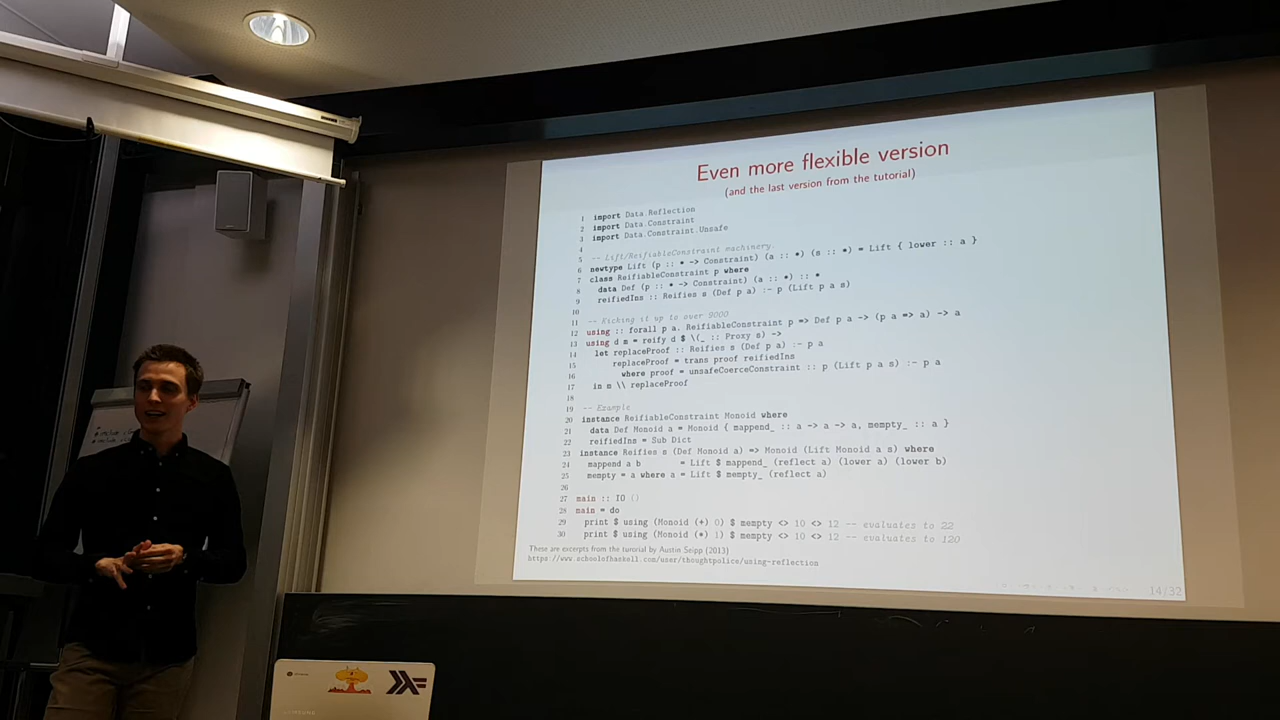 Even more flexible version
(and the last version from the tutorial)
1 import Data.Reflection
2 import Data.Constraint
3 import Data.Constraint.Unsafe
4
5 -- Lift/ReifiableConstraint machinery.
6 newtype Lift (p :: * -> Constraint) (a :: *) (s :: *) = Lift { lower :: a }
7 class ReifiableConstraint p where
8 data Def (p :: * -> Constraint) (a :: *) :: *
9 reifiedIns :: Reifies s (Def p a) :- p (Lift p a s)
10
11 -- Kicking it up to over 9000
12 using :: forall p a. ReifiableConstraint p => Def p a -> (p a => a) -> a
13 using d m = reify d $ \(_ :: Proxy s) ->
14 let replaceProof :: Reifies s (Def p a) :- p a
15 replaceProof = trans proof reifiedIns
16 where proof = unsafeCoerceConstraint :: p (Lift p a s) :- p a
17 in m \\ replaceProof
18
19 -- Example
20 instance ReifiableConstraint Monoid where
21 data Def Monoid a = Monoid { mappend_ :: a -> a -> a, mempty_ :: a }
22 reifiedIns = Sub Dict
23 instance Reifies s (Def Monoid a) => Monoid (Lift Monoid a s) where
24 mappend a b = Lift $ mappend_ (reflect a) (lower a) (lower b)
25 mempty = a where a = Lift $ mempty_ (reflect a)
26
27 main :: IO ()
28 main = do
29 print $ using (Monoid (+) 0) $ mempty <> 10 <> 12 -- evaluates to 22
30 print $ using (Monoid (*) 1) $ mempty <> 10 <> 12 -- evaluates to 120
These are excerpts from the tutorial by Austin Seipp (2013)
https://www.schoolofhaskell.com/user/thoughtpolice/using-reflection
14/32